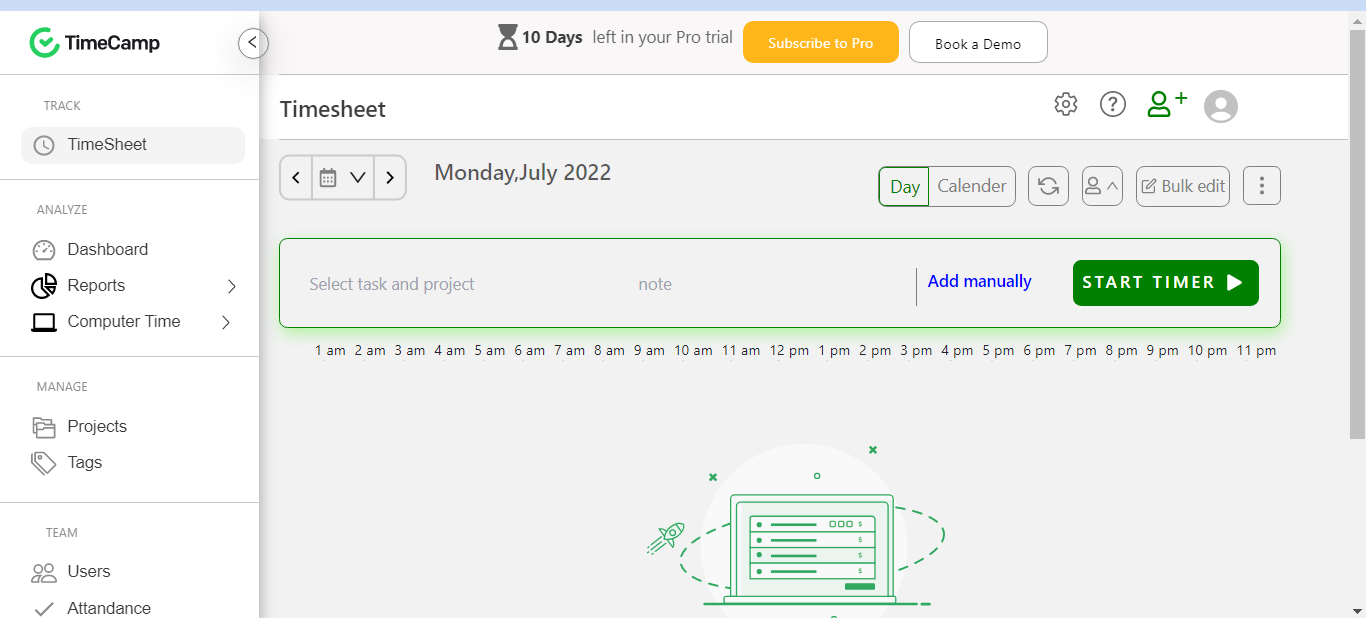 TimeCamp
10 Days left in your Pro trial
Subscribe to Pro
Book a Demo
TRACK
TimeSheet
ANALYZE
Dashboard
Reports
Computer Time
MANAGE
Projects
Tags
TEAM
Users
Attandance
Timesheet
Monday,July 2022
Day
Calender
Bulk edit
Select task and project
note
Add manually
START TIMER
1 am 2 am 3 am 4 am 5 am 6 am 7 am 8 am 9 am 10 am 11 am 12 pm 1 pm 2 pm 3 pm 4 pm 5 pm 6 pm 7 pm 8 pm 9 pm 10 pm 11 pm
$
$
$
$